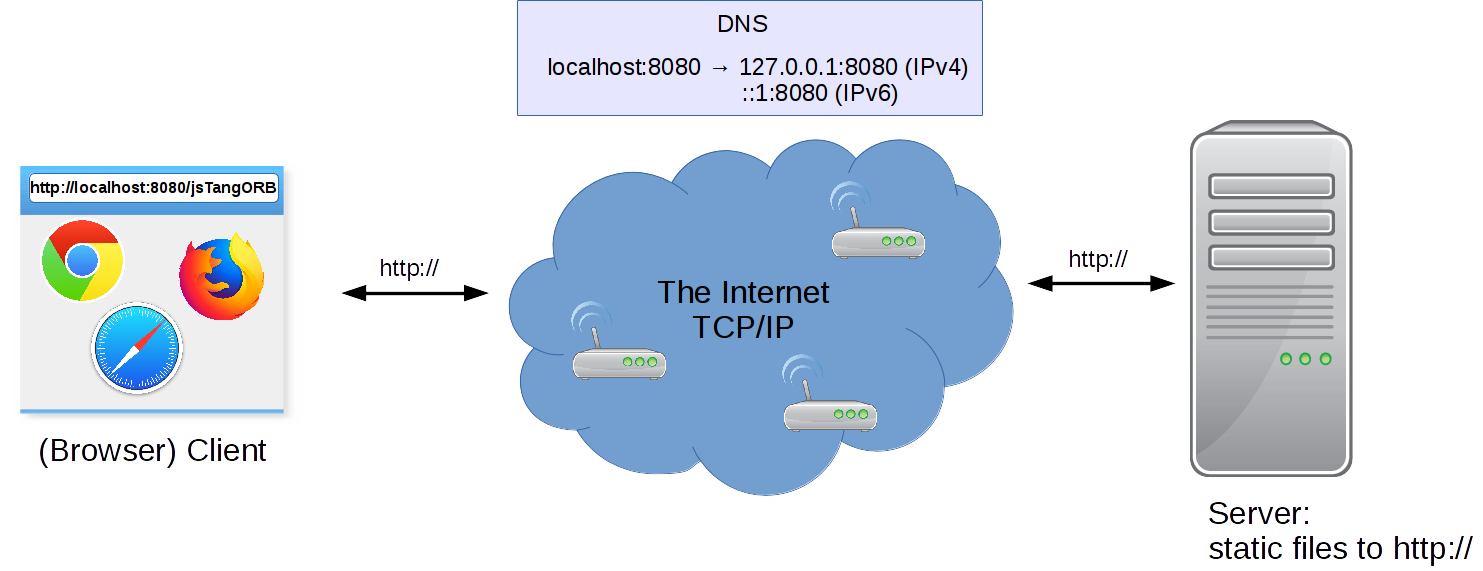 DNS
localhost:8080 → 127.0.0.1:8080 (IPv4)
::1:8080 (IPv6)
http://localhost:8080/jsTangORB
http://
The Internet
TCP/IP
http://
(Browser) Client
Server:
static files to http://